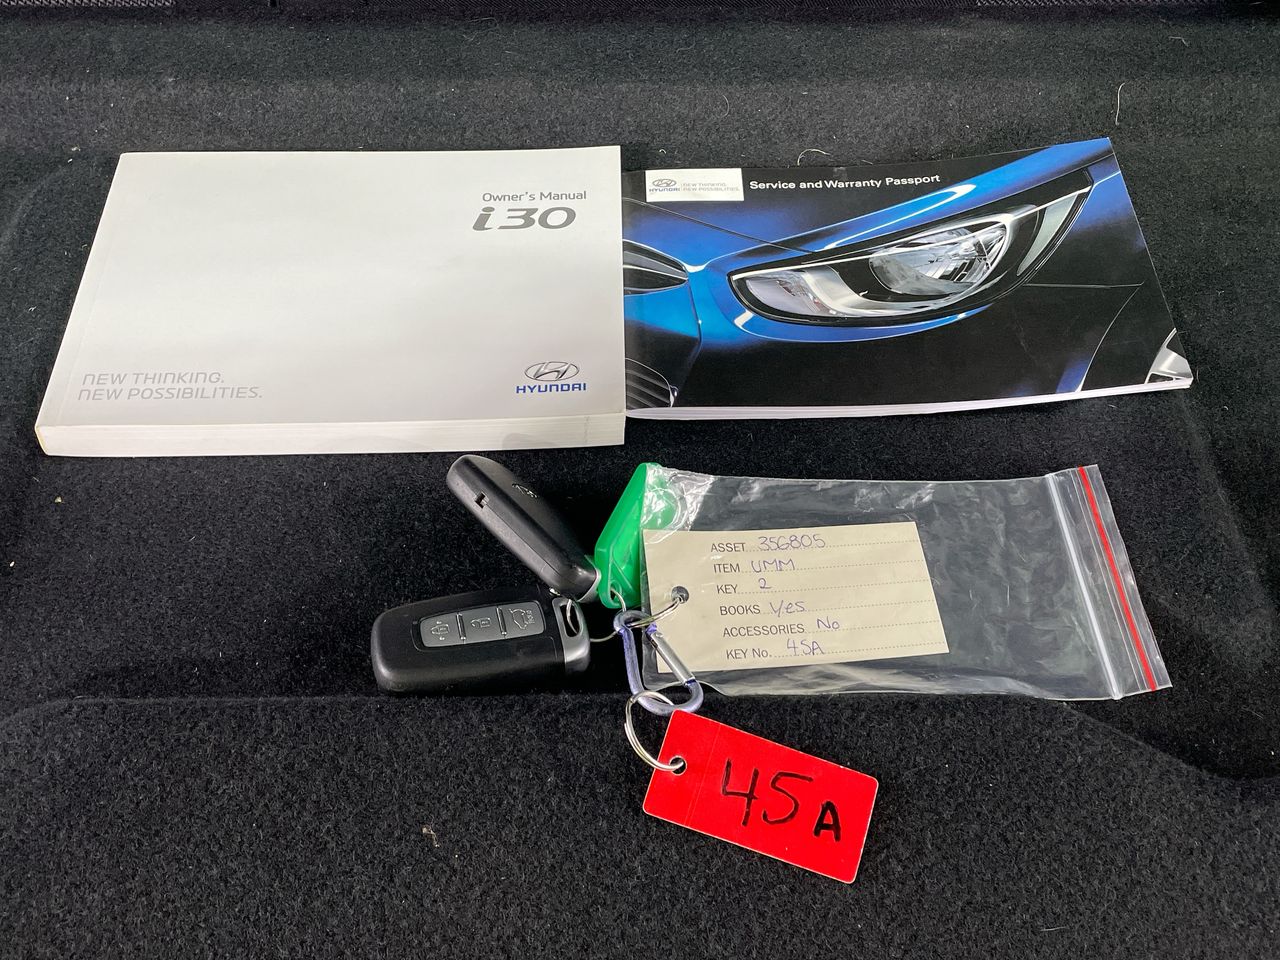 Owner's Manual
i30
NEW THINKING.
NEW POSSIBILITIES.
HYUNDAI
HYUNDAI
NEW THINKING.
NEW POSSIBILITIES.
Service and Warranty Passport
ASSET 356805
ITEM UMM
KEY 2
BOOKS Yes
ACCESSORIES No
KEY No. 45A
45A